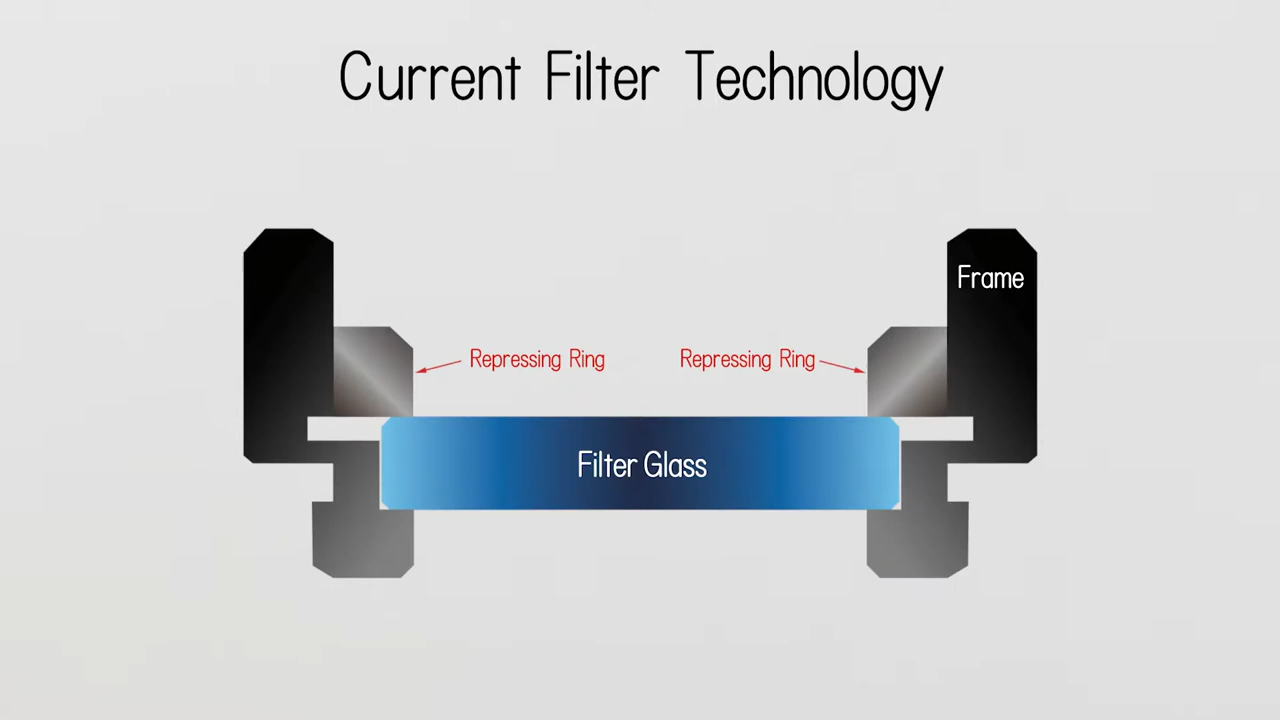 Current Filter Technology
Frame
Repressing Ring
Repressing Ring
Filter Glass